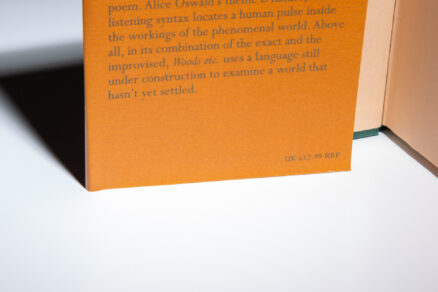 poem. Alice Oswald's theme
listening syntax locates a human pulse inside
the workings of the phenomenal world. Above
all, in its combination of the exact and the
improvised, Woods etc. uses a language still
under construction to examine a world that
hasn't yet settled.
UK £12.99 RRP